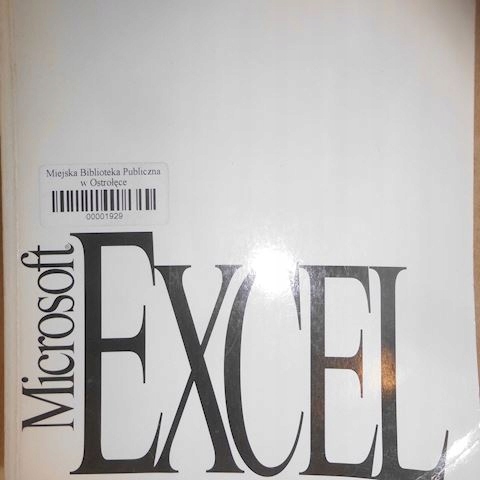 Miejska Biblioteka Publiczna
w Ostrołęce
00001929
Microsoft®
EXCEL